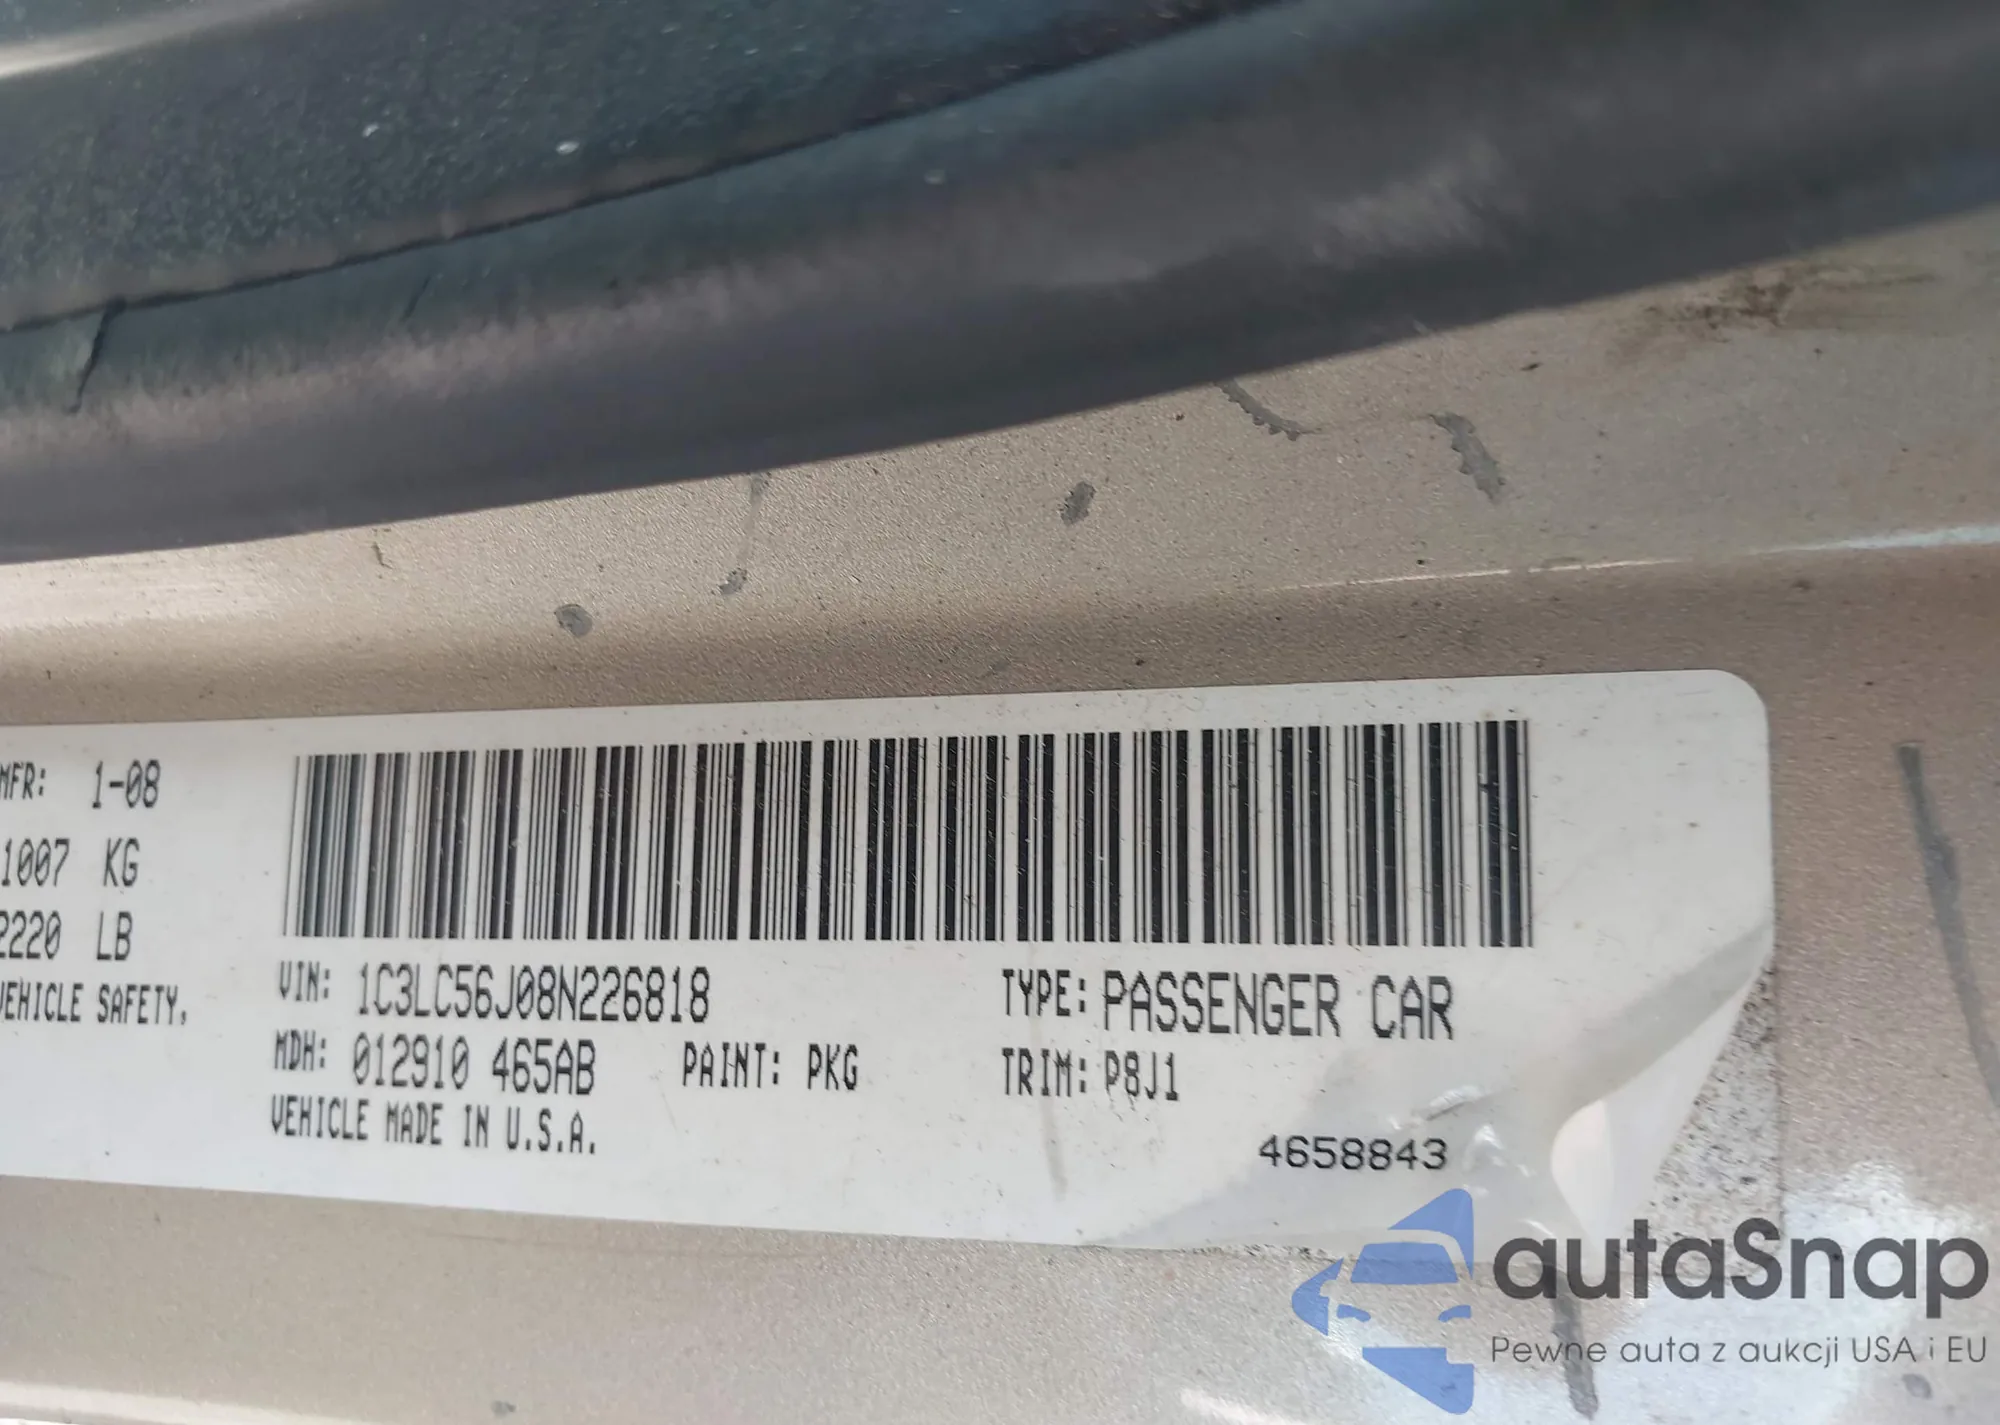 MFR: 1-08
1007 KG
2220 LB
VEHICLE SAFETY,
VIN: 1C3LC56J08N226818
TYPE: PASSENGER CAR
MDH: 012910 465AB
PAINT: PKG
TRIM: P8J1
VEHICLE MADE IN U.S.A.
4658843
autaSnap
Pewne auta z aukcji USA i EU